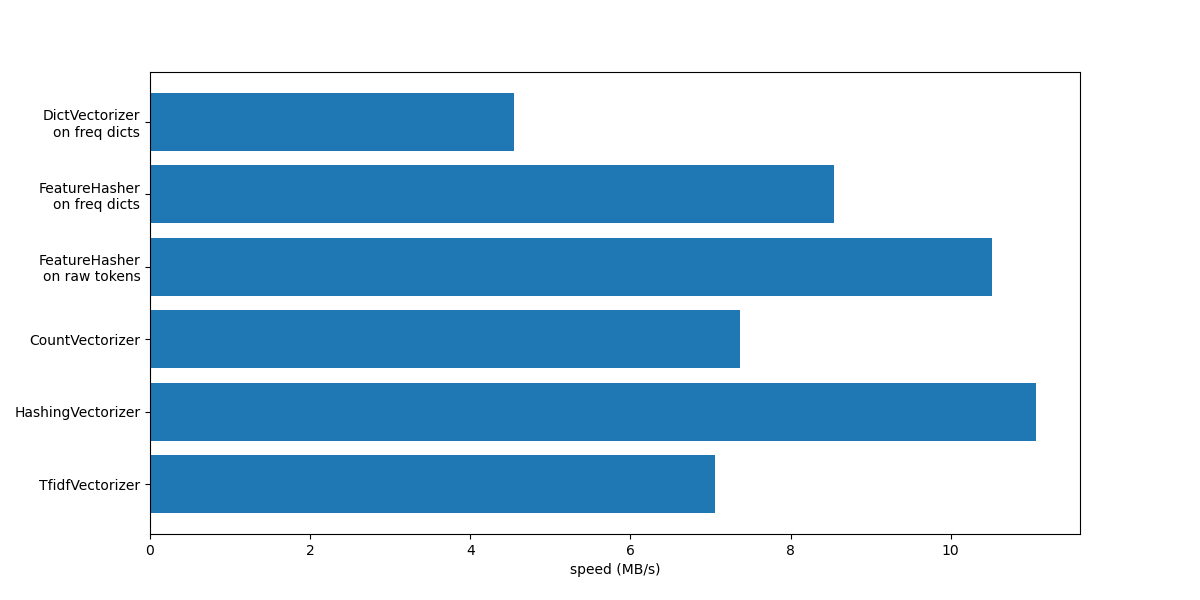 DictVectorizer
on freq dicts
FeatureHasher
on freq dicts
FeatureHasher
on raw tokens
CountVectorizer
HashingVectorizer
TfidfVectorizer
0 2 4 6 8 10
speed (MB/s)